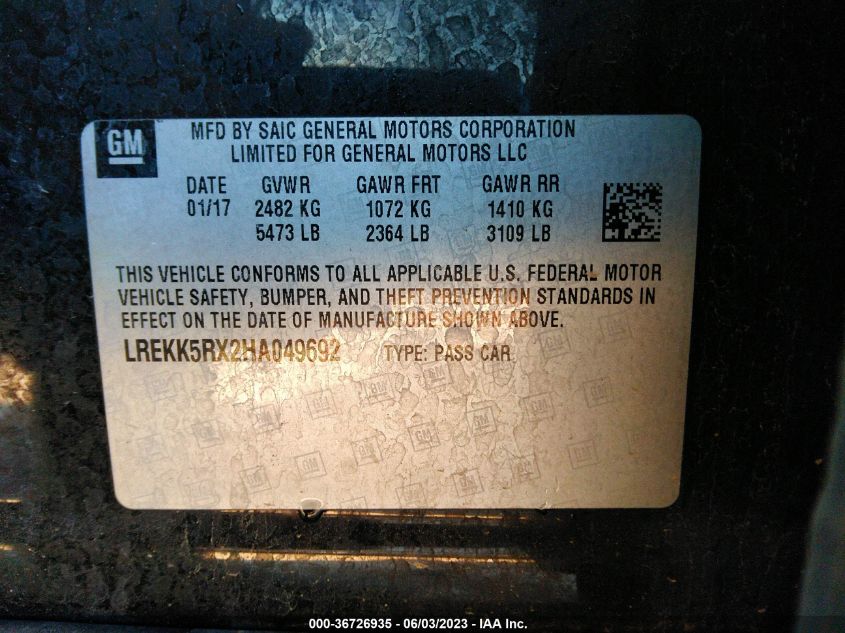 GM
MFD BY SAIC GENERAL MOTORS CORPORATION
LIMITED FOR GENERAL MOTORS LLC
DATE GVWR GAWR FRT GAWR RR
01/17 2482 KG 1072 KG 1410 KG
5473 LB 2364 LB 3109 LB
THIS VEHICLE CONFORMS TO ALL APPLICABLE U.S. FEDERAL MOTOR
VEHICLE SAFETY, BUMPER, AND THEFT PREVENTION STANDARDS IN
EFFECT ON THE DATE OF MANUFACTURE SHOWN ABOVE.
LREKK5RX2HA049692 TYPE: PASS CAR
000-36726935 - 06/03/2023 - IAA Inc.